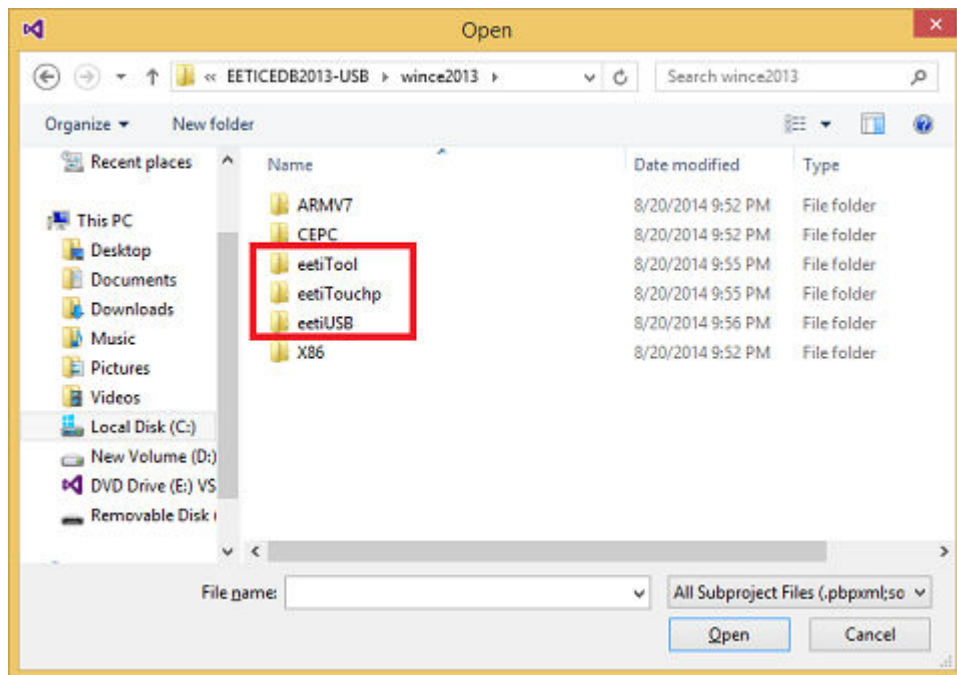 Open
« EETICEDB2013-USB wince2013
Search wince2013
Organize New folder
Name Date modified Type
Recent places
This PC
Desktop
Documents
Downloads
Music
Pictures
Videos
Local Disk (C:)
New Volume (D:)
DVD Drive (E:) VS
Removable Disk (
ARMV7 8/20/2014 9:52 PM File folder
CEPC 8/20/2014 9:52 PM File folder
eetiTool 8/20/2014 9:55 PM File folder
eetiTouchp 8/20/2014 9:55 PM File folder
eetiUSB 8/20/2014 9:56 PM File folder
X86 8/20/2014 9:52 PM File folder
File name:
All Subproject Files (.pbpxml;so
Open Cancel